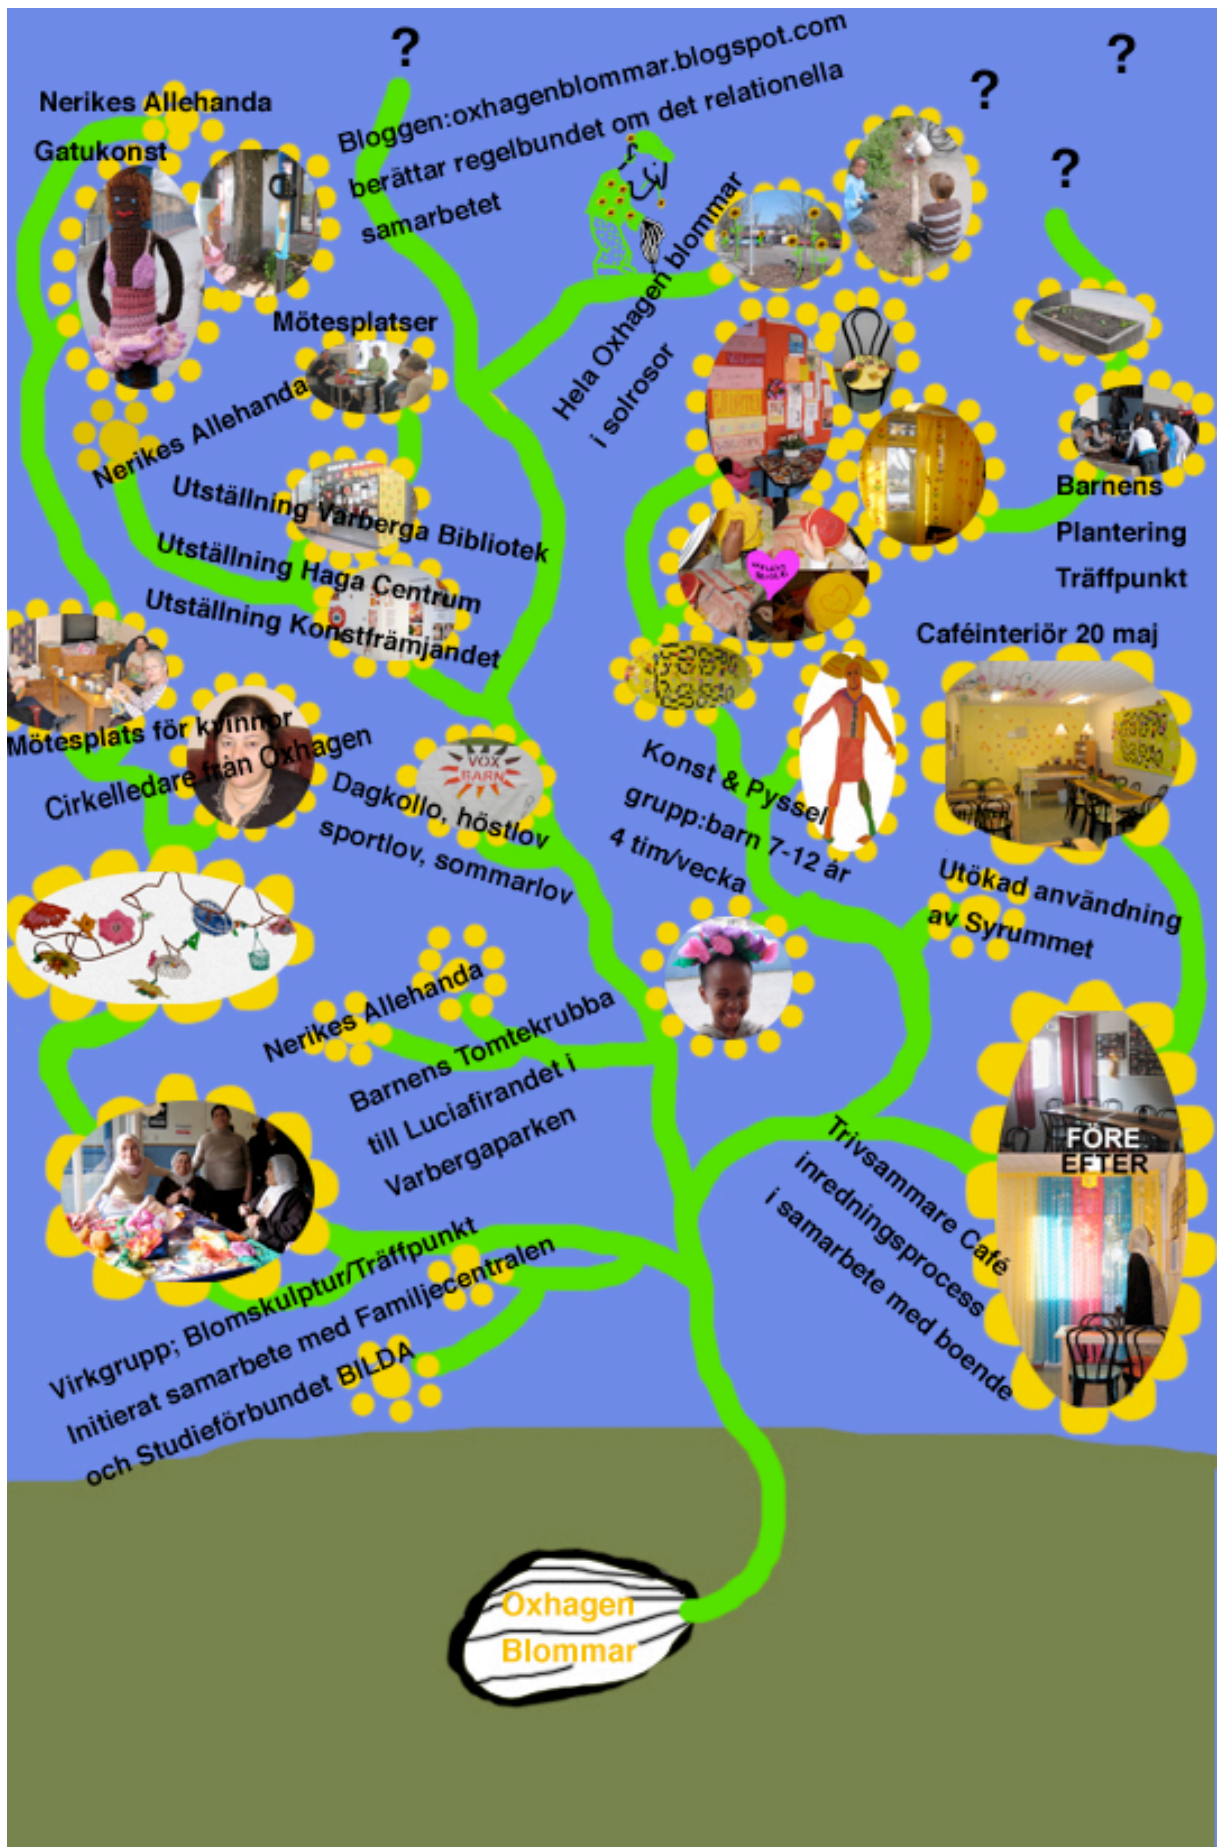 ?
?
?
?
Bloggen:oxhagenblommar.blogspot.com
berättar regelbundet om det relationella
samarbetet
Nerikes Allehanda
Gatukonst
Mötesplatser
Nerikes Allehanda
Hela Oxhagen blommar
i solrosor
Utställning Varberga Bibliotek
Utställning Haga Centrum
Utställning Konstfrämjandet
Barnens
Plantering
Träffpunkt
Caféinteriör 20 maj
Mötesplats för kvinnor
Cirkelledare från Oxhagen
VOX
BARN
Dagkollo, höstlov
sportlov, sommarlov
Konst & Pyssel
grupp:barn 7-12 år
4 tim/vecka
Utökad användning
av Syrummet
Nerikes Allehanda
Barnens Tomtekrubba
till Luciafirandet i
Varbergaparken
FÖRE
EFTER
Trivsammare Café
inredningsprocess
i samarbete med boende
Virkgrupp; Blomskulptur/Träffpunkt
Initierat samarbete med Familjecentralen
och Studieförbundet BILDA
Oxhagen
Blommar